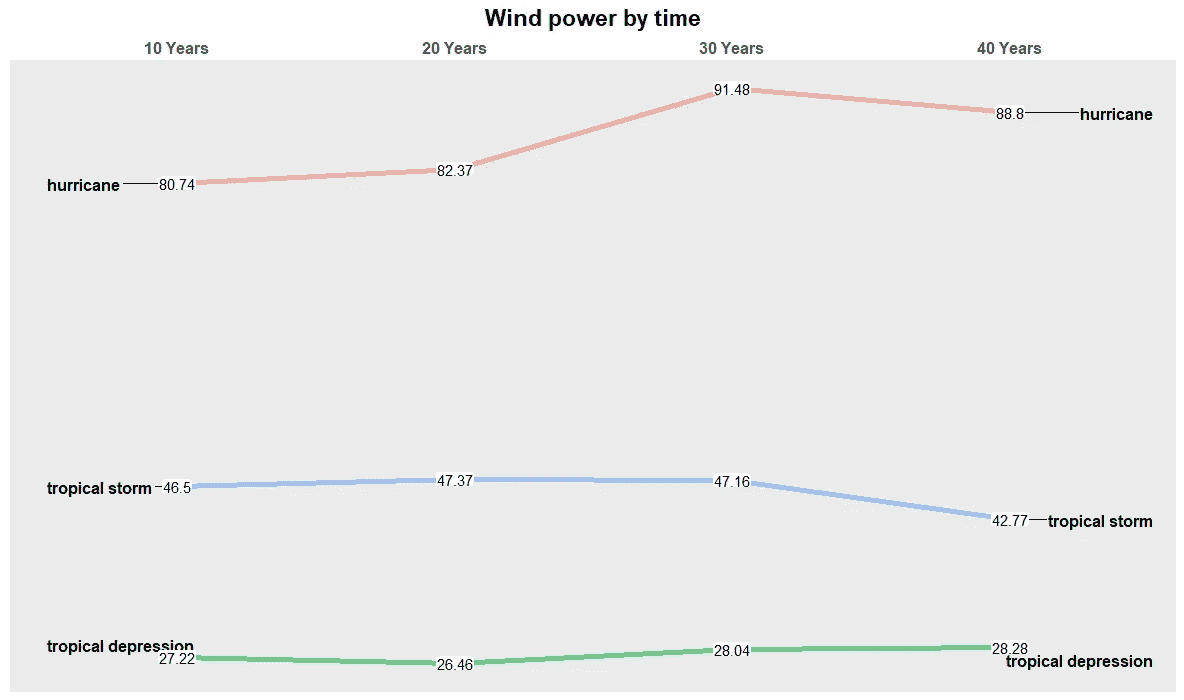 Wind power by time
10 Years 20 Years 30 Years 40 Years
91.48
88.8 hurricane
82.37
hurricane 80.74
47.37
47.16
tropical storm 46.5
42.77 tropical storm
tropical depression
28.28
28.04
27.22
tropical depression
26.46